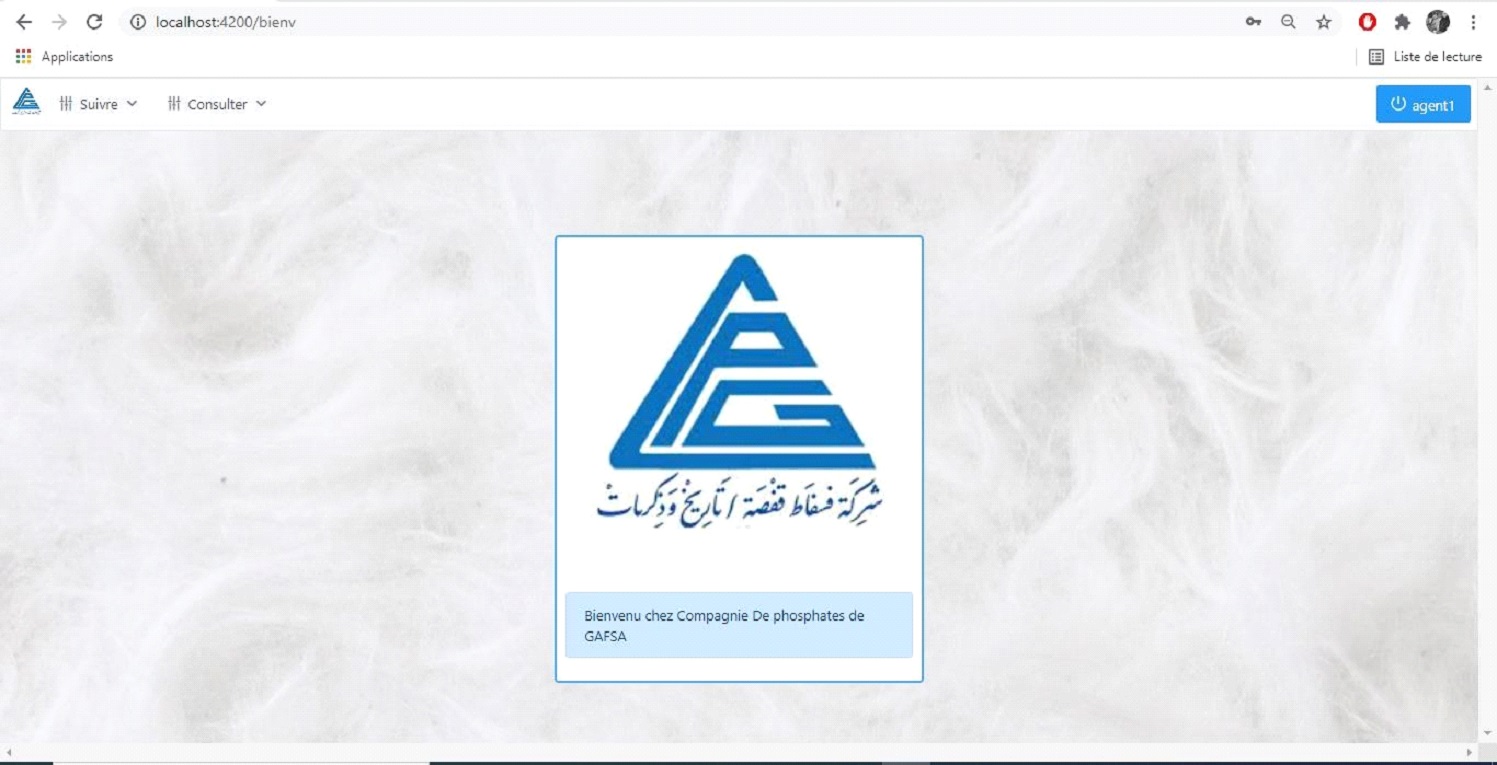 localhost:4200/bienv
Applications
Liste de lecture
Suivre
Consulter
agent1
CPG
شركة فسفاط قفصة / تاريخ وذكريات
Bienvenu chez Compagnie De phosphates de
GAFSA